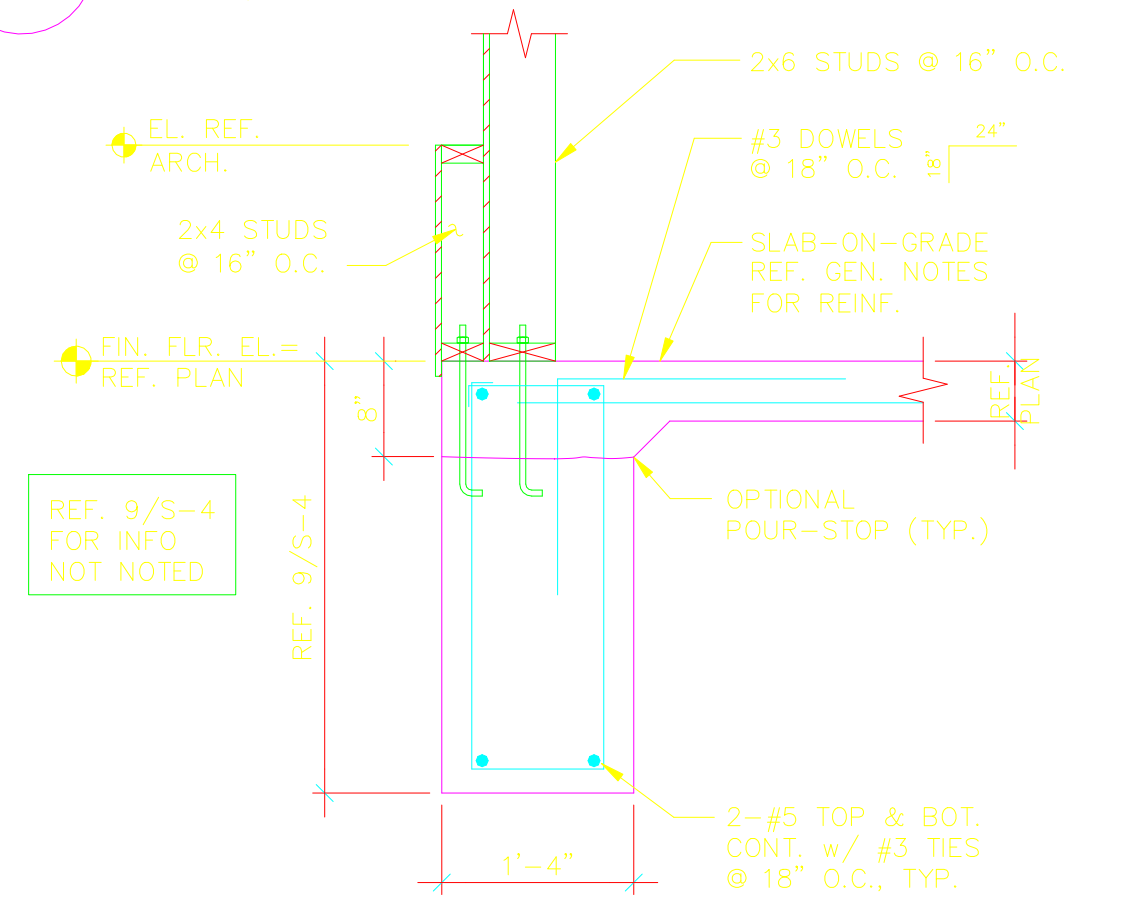 2x6 STUDS @ 16" O.C.
EL. REF.
ARCH.
#3 DOWELS
@ 18" O.C.
24"
18"
2x4 STUDS
@ 16" O.C.
SLAB-ON-GRADE
REF. GEN. NOTES
FOR REINF.
FIN. FLR. EL.=
REF. PLAN
8"
REF.
PLAN
REF. 9/S-4
FOR INFO
NOT NOTED
REF. 9/S-4
OPTIONAL
POUR-STOP (TYP.)
2-#5 TOP & BOT.
CONT. w/ #3 TIES
@ 18" O.C., TYP.
1'-4"